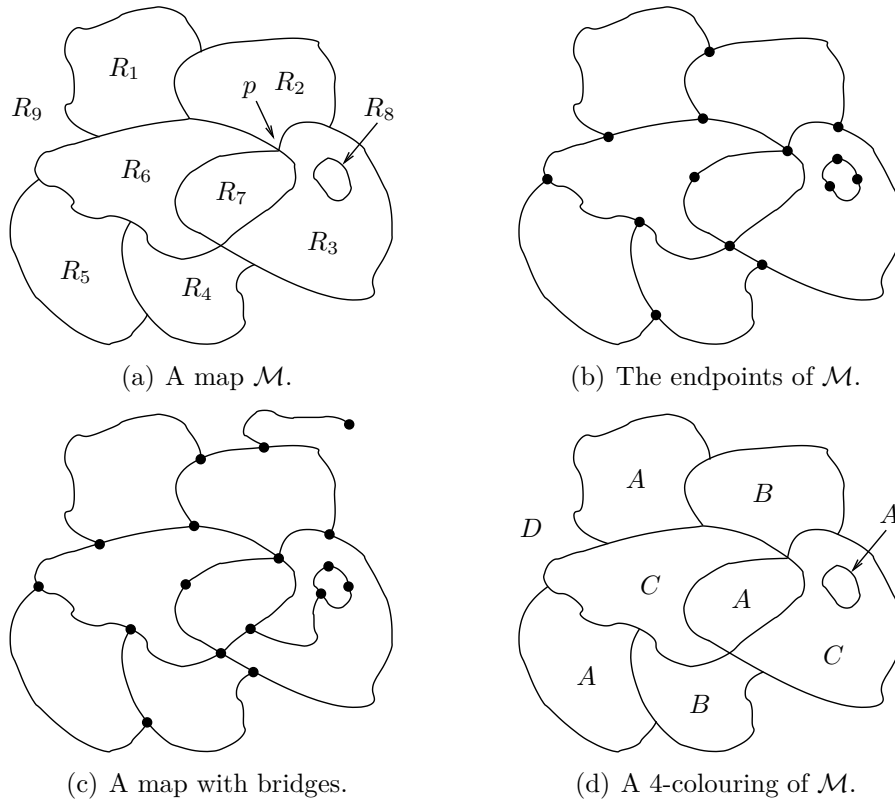 R₁
R₂
p
R₉
R₈
R₆
R₇
R₃
R₅
R₄
(a) A map ℳ.
(b) The endpoints of ℳ.
A
B
A
D
C
A
C
A
B
(c) A map with bridges.
(d) A 4-colouring of ℳ.